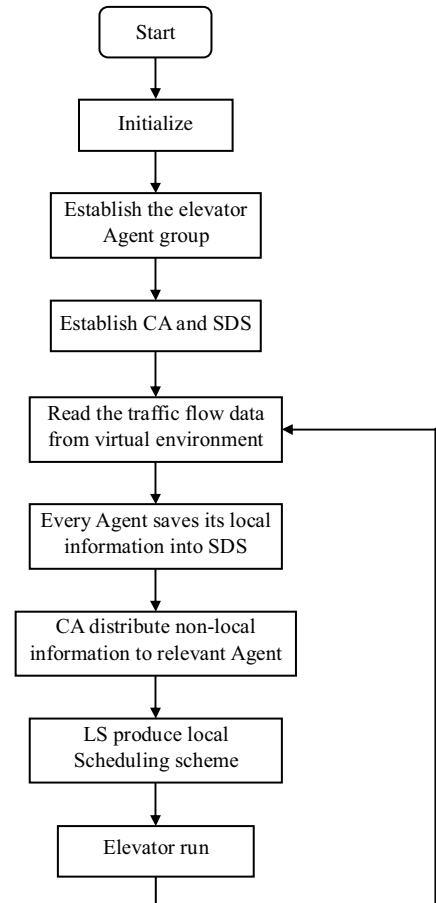 Start
Initialize
Establish the elevator
Agent group
Establish CA and SDS
Read the traffic flow data
from virtual environment
Every Agent saves its local
information into SDS
CA distribute non-local
information to relevant Agent
LS produce local
Scheduling scheme
Elevator run